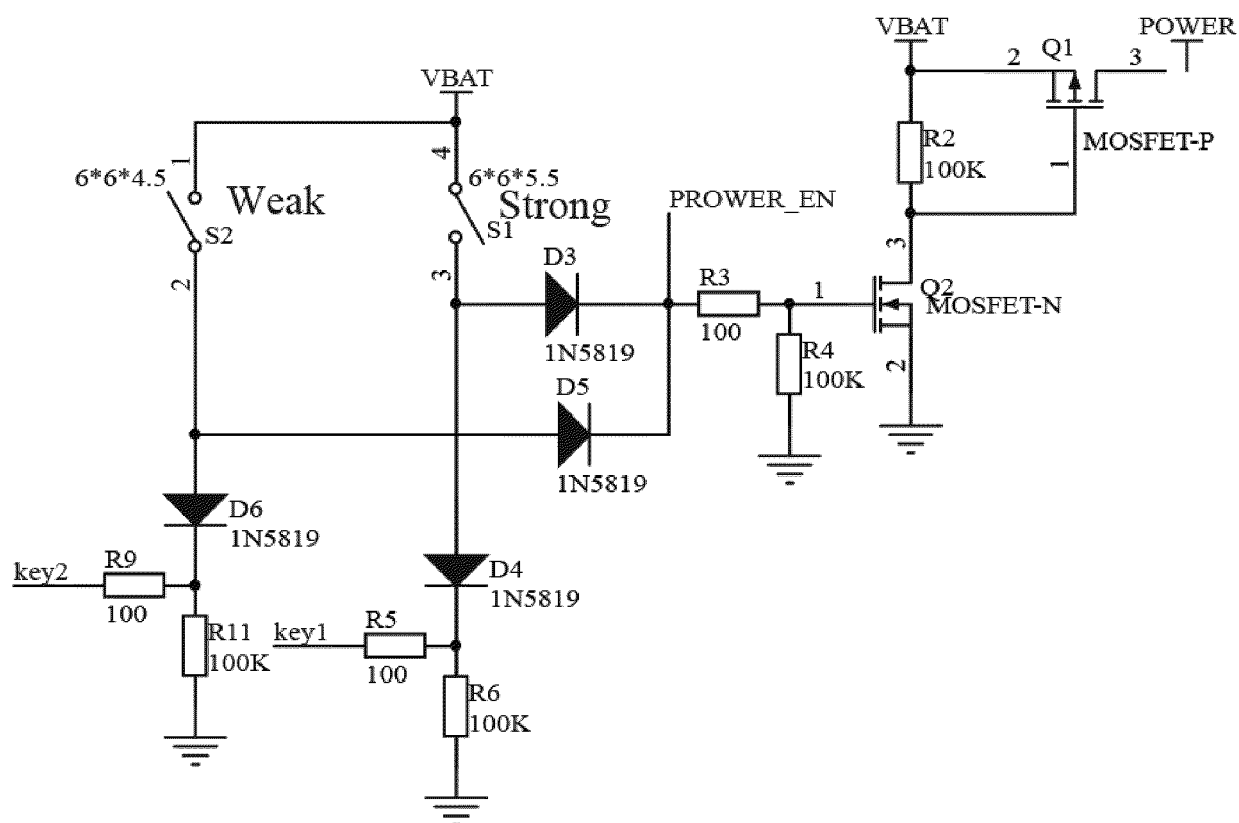 VBAT
POWER
2
Q1
3
VBAT
R2
100K
MOSFET-P
1
1
4
6*6*4.5
Weak
6*6*5.5
Strong
PROWER_EN
S2
S1
2
3
3
D3
R3
1
Q2
MOSFET-N
100
1N5819
R4
100K
2
D5
1N5819
D6
1N5819
key2
R9
100
D4
1N5819
R11
100K
key1
R5
100
R6
100K